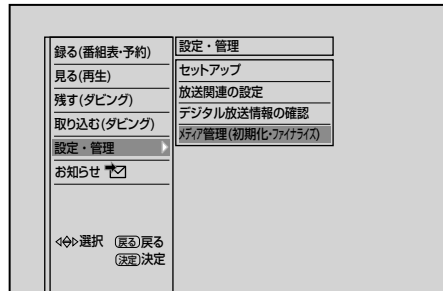 録る(番組表･予約)
見る(再生)
残す(ダビング)
取り込む(ダビング)
設定・管理
お知らせ
選択 戻る戻る
決定決定
設定・管理
セットアップ
放送関連の設定
デジタル放送情報の確認
ﾒﾃﾞｨｱ管理(初期化･ﾌｧｲﾅﾗｲｽﾞ)